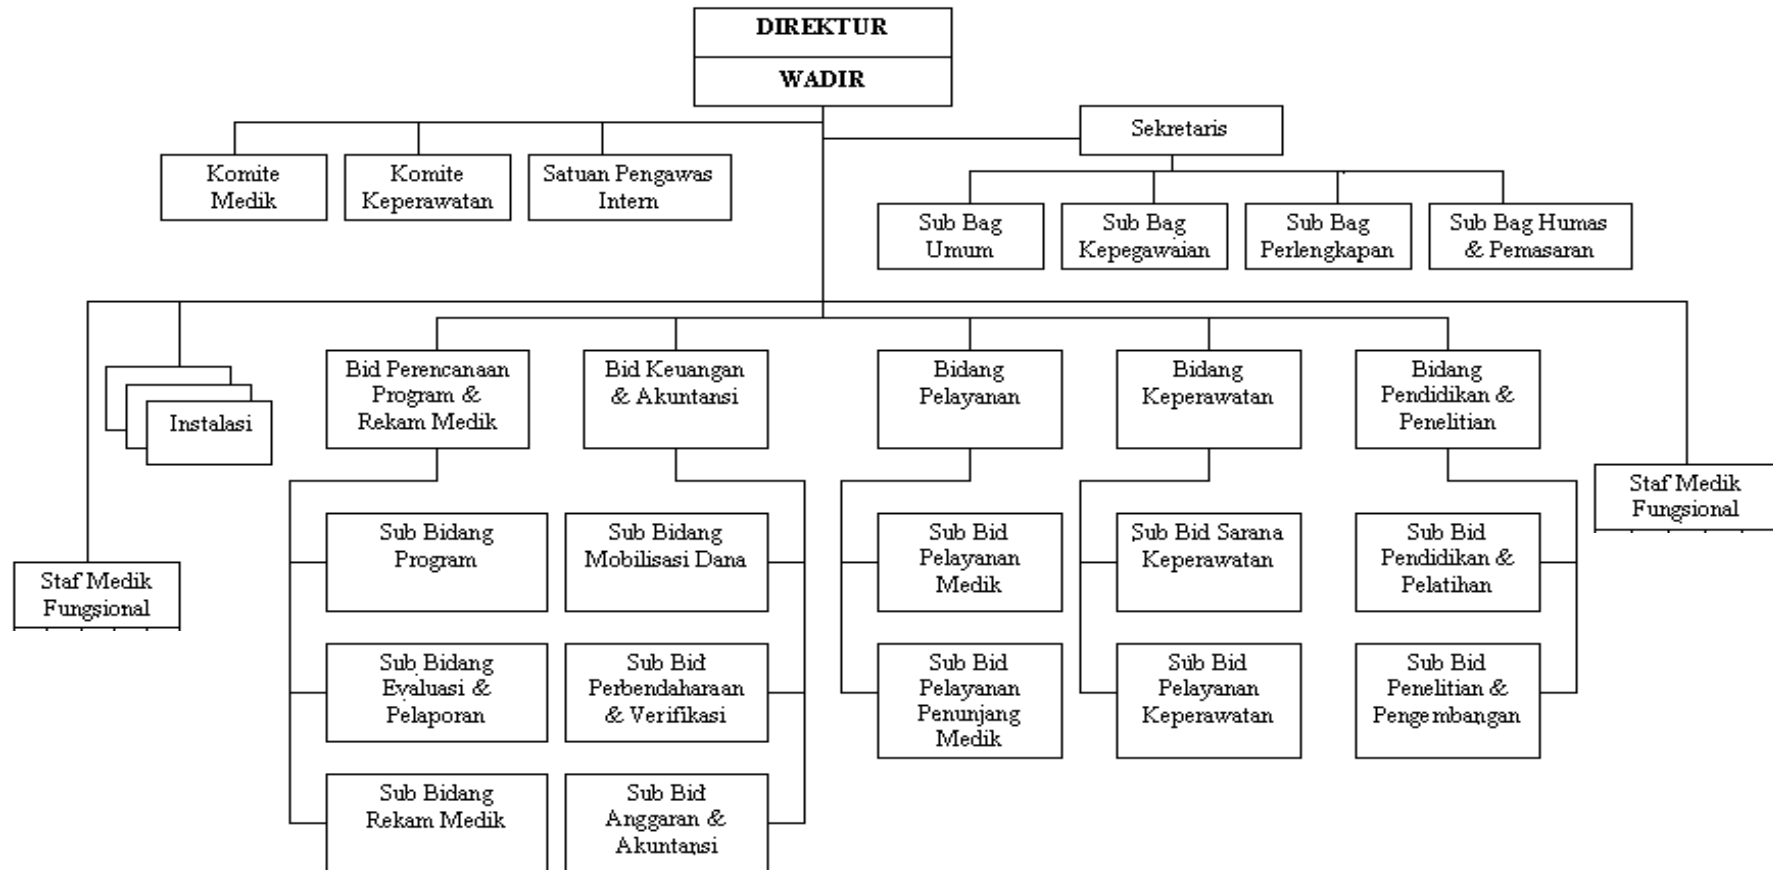 DIREKTUR
WADIR
Sekretaris
Komite
Medik
Komite
Keperawatan
Satuan Pengawas
Intern
Sub Bag
Umum
Sub Bag
Kepegawaian
Sub Bag
Perlengkapan
Sub Bag Humas
& Pemasaran
Instalasi
Bid Perencanaan
Program &
Rekam Medik
Bid Keuangan
& Akuntansi
Bidang
Pelayanan
Bidang
Keperawatan
Bidang
Pendidikan &
Penelitian
Staf Medik
Fungsional
Staf Medik
Fungsional
Sub Bidang
Program
Sub Bidang
Mobilisasi Dana
Sub Bid
Pelayanan
Medik
Sub Bid Sarana
Keperawatan
Sub Bid
Pendidikan &
Pelatihan
Sub Bidang
Evaluasi &
Pelaporan
Sub Bid
Perbendaharaan
& Verifikasi
Sub Bid
Pelayanan
Penunjang
Medik
Sub Bid
Pelayanan
Keperawatan
Sub Bid
Penelitian &
Pengembangan
Sub Bidang
Rekam Medik
Sub Bid
Anggaran &
Akuntansi